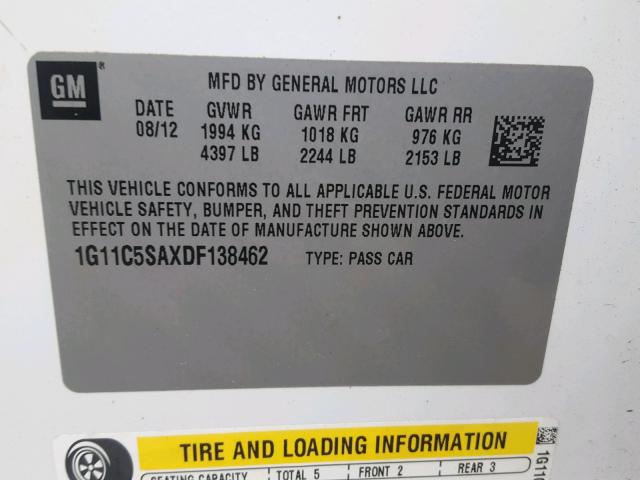 GM ®
MFD BY GENERAL MOTORS LLC
DATE GVWR GAWR FRT GAWR RR
08/12 1994 KG 1018 KG 976 KG
4397 LB 2244 LB 2153 LB
THIS VEHICLE CONFORMS TO ALL APPLICABLE U.S. FEDERAL MOTOR
VEHICLE SAFETY, BUMPER, AND THEFT PREVENTION STANDARDS IN
EFFECT ON THE DATE OF MANUFACTURE SHOWN ABOVE.
1G11C5SAXDF138462 TYPE: PASS CAR
TIRE AND LOADING INFORMATION
SEATING CAPACITY TOTAL 5 FRONT 2 REAR 3